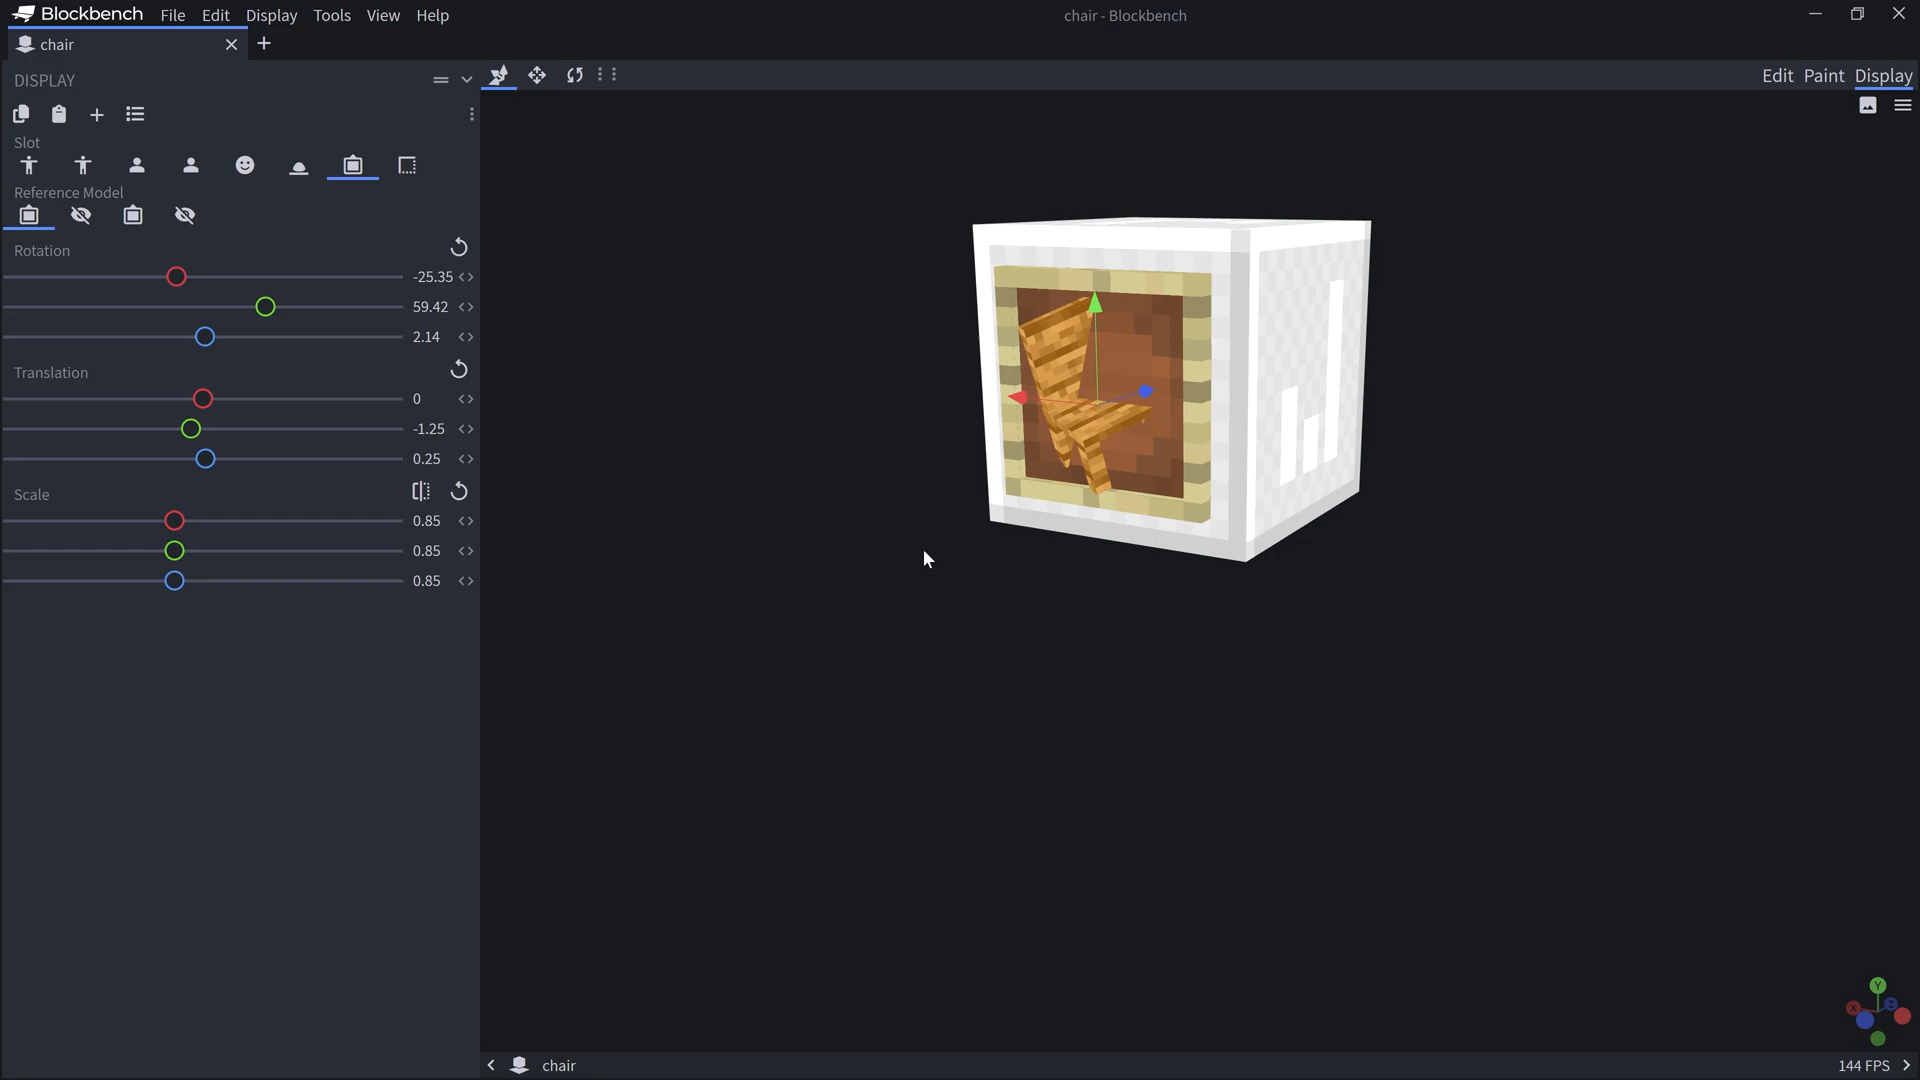 Blockbench File Edit Display Tools View Help chair - Blockbench
chair
DISPLAY
Edit Paint Display
Slot
Reference Model
Rotation
-25.35
59.42
2.14
Translation
0
-1.25
0.25
Scale
0.85
0.85
0.85
Y
X Z
chair 144 FPS